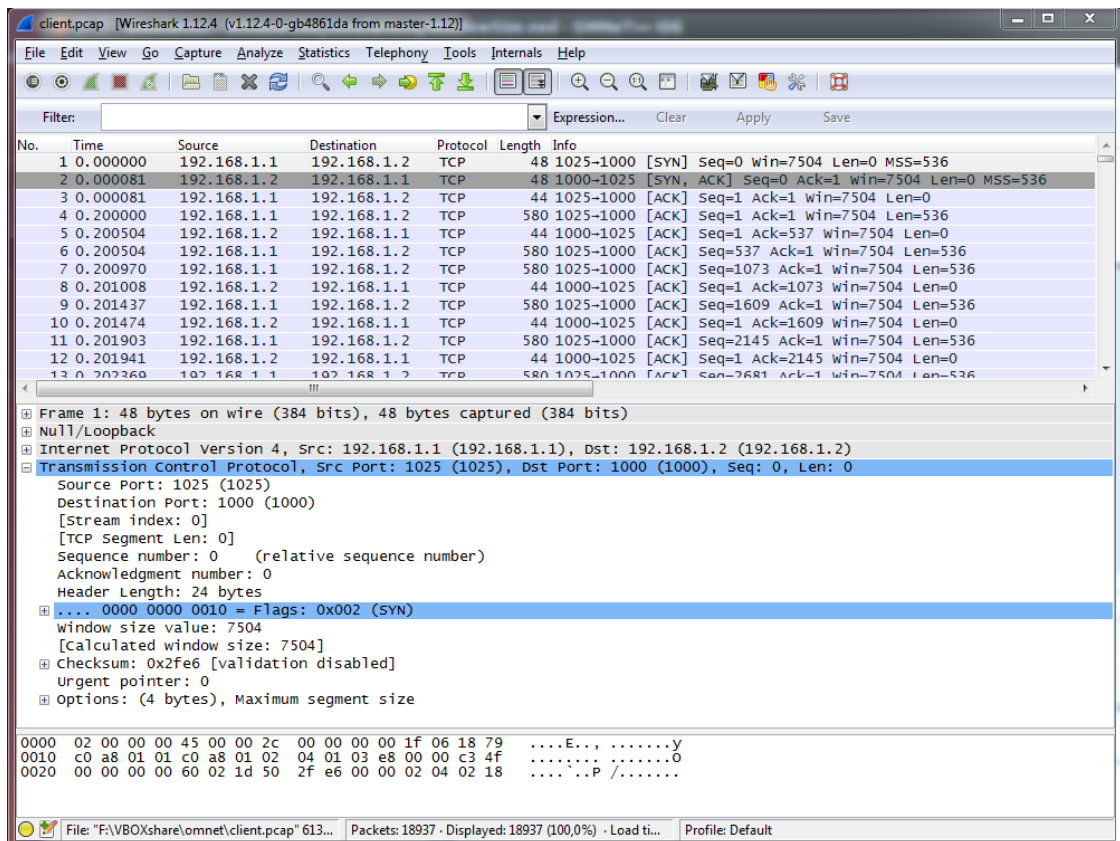 client.pcap [Wireshark 1.12.4 (v1.12.4-0-gb4861da from master-1.12)]
File Edit View Go Capture Analyze Statistics Telephony Tools Internals Help
Filter: Expression... Clear Apply Save
No. Time Source Destination Protocol Length Info
1 0.000000 192.168.1.1 192.168.1.2 TCP 48 1025→1000 [SYN] Seq=0 Win=7504 Len=0 MSS=536
2 0.000081 192.168.1.2 192.168.1.1 TCP 48 1000→1025 [SYN, ACK] Seq=0 Ack=1 Win=7504 Len=0 MSS=536
3 0.000081 192.168.1.1 192.168.1.2 TCP 44 1025→1000 [ACK] Seq=1 Ack=1 Win=7504 Len=0
4 0.200000 192.168.1.1 192.168.1.2 TCP 580 1025→1000 [ACK] Seq=1 Ack=1 Win=7504 Len=536
5 0.200504 192.168.1.2 192.168.1.1 TCP 44 1000→1025 [ACK] Seq=1 Ack=537 Win=7504 Len=0
6 0.200504 192.168.1.1 192.168.1.2 TCP 580 1025→1000 [ACK] Seq=537 Ack=1 Win=7504 Len=536
7 0.200970 192.168.1.1 192.168.1.2 TCP 580 1025→1000 [ACK] Seq=1073 Ack=1 Win=7504 Len=536
8 0.201008 192.168.1.2 192.168.1.1 TCP 44 1000→1025 [ACK] Seq=1 Ack=1073 Win=7504 Len=0
9 0.201437 192.168.1.1 192.168.1.2 TCP 580 1025→1000 [ACK] Seq=1609 Ack=1 Win=7504 Len=536
10 0.201474 192.168.1.2 192.168.1.1 TCP 44 1000→1025 [ACK] Seq=1 Ack=1609 Win=7504 Len=0
11 0.201903 192.168.1.1 192.168.1.2 TCP 580 1025→1000 [ACK] Seq=2145 Ack=1 Win=7504 Len=536
12 0.201941 192.168.1.2 192.168.1.1 TCP 44 1000→1025 [ACK] Seq=1 Ack=2145 Win=7504 Len=0
13 0.202369 192.168.1.1 192.168.1.2 TCP 580 1025→1000 [ACK] Seq=2681 Ack=1 Win=7504 Len=536
Frame 1: 48 bytes on wire (384 bits), 48 bytes captured (384 bits)
Null/Loopback
Internet Protocol Version 4, Src: 192.168.1.1 (192.168.1.1), Dst: 192.168.1.2 (192.168.1.2)
Transmission Control Protocol, Src Port: 1025 (1025), Dst Port: 1000 (1000), Seq: 0, Len: 0
Source Port: 1025 (1025)
Destination Port: 1000 (1000)
[Stream index: 0]
[TCP Segment Len: 0]
Sequence number: 0 (relative sequence number)
Acknowledgment number: 0
Header Length: 24 bytes
.... 0000 0000 0010 = Flags: 0x002 (SYN)
Window size value: 7504
[Calculated window size: 7504]
Checksum: 0x2fe6 [validation disabled]
Urgent pointer: 0
Options: (4 bytes), Maximum segment size
0000 02 00 00 00 45 00 00 2c 00 00 00 00 1f 06 18 79 ....E.., .......y
0010 c0 a8 01 01 c0 a8 01 02 04 01 03 e8 00 00 c3 4f ........ .......O
0020 00 00 00 00 60 02 1d 50 2f e6 00 00 02 04 02 18 ....`..P /.......
File: "F:\VBOXshare\omnet\client.pcap" 613... Packets: 18937 · Displayed: 18937 (100,0%) · Load ti... Profile: Default